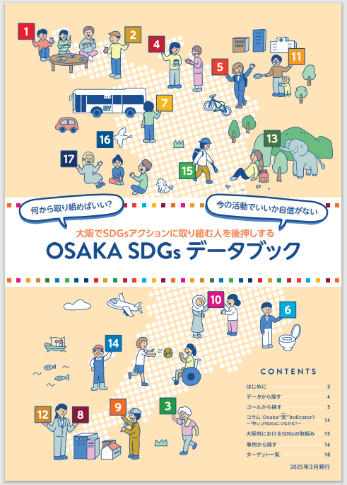 1
2
4
5
11
7
16
13
17
15
何から取り組めばいい?
今の活動でいいか自信がない
大阪でSDGsアクションに取り組む人を後押しする
OSAKA SDGs データブック
10
6
14
12
8
9
3
CONTENTS
はじめに 2
データから探す 4
ゴールから探す 5
コラム:Osaka"笑"indicator?
大阪府におけるSDGsの取組み 15
事例から探す 16
ターゲット一覧 18
2025年3月発行